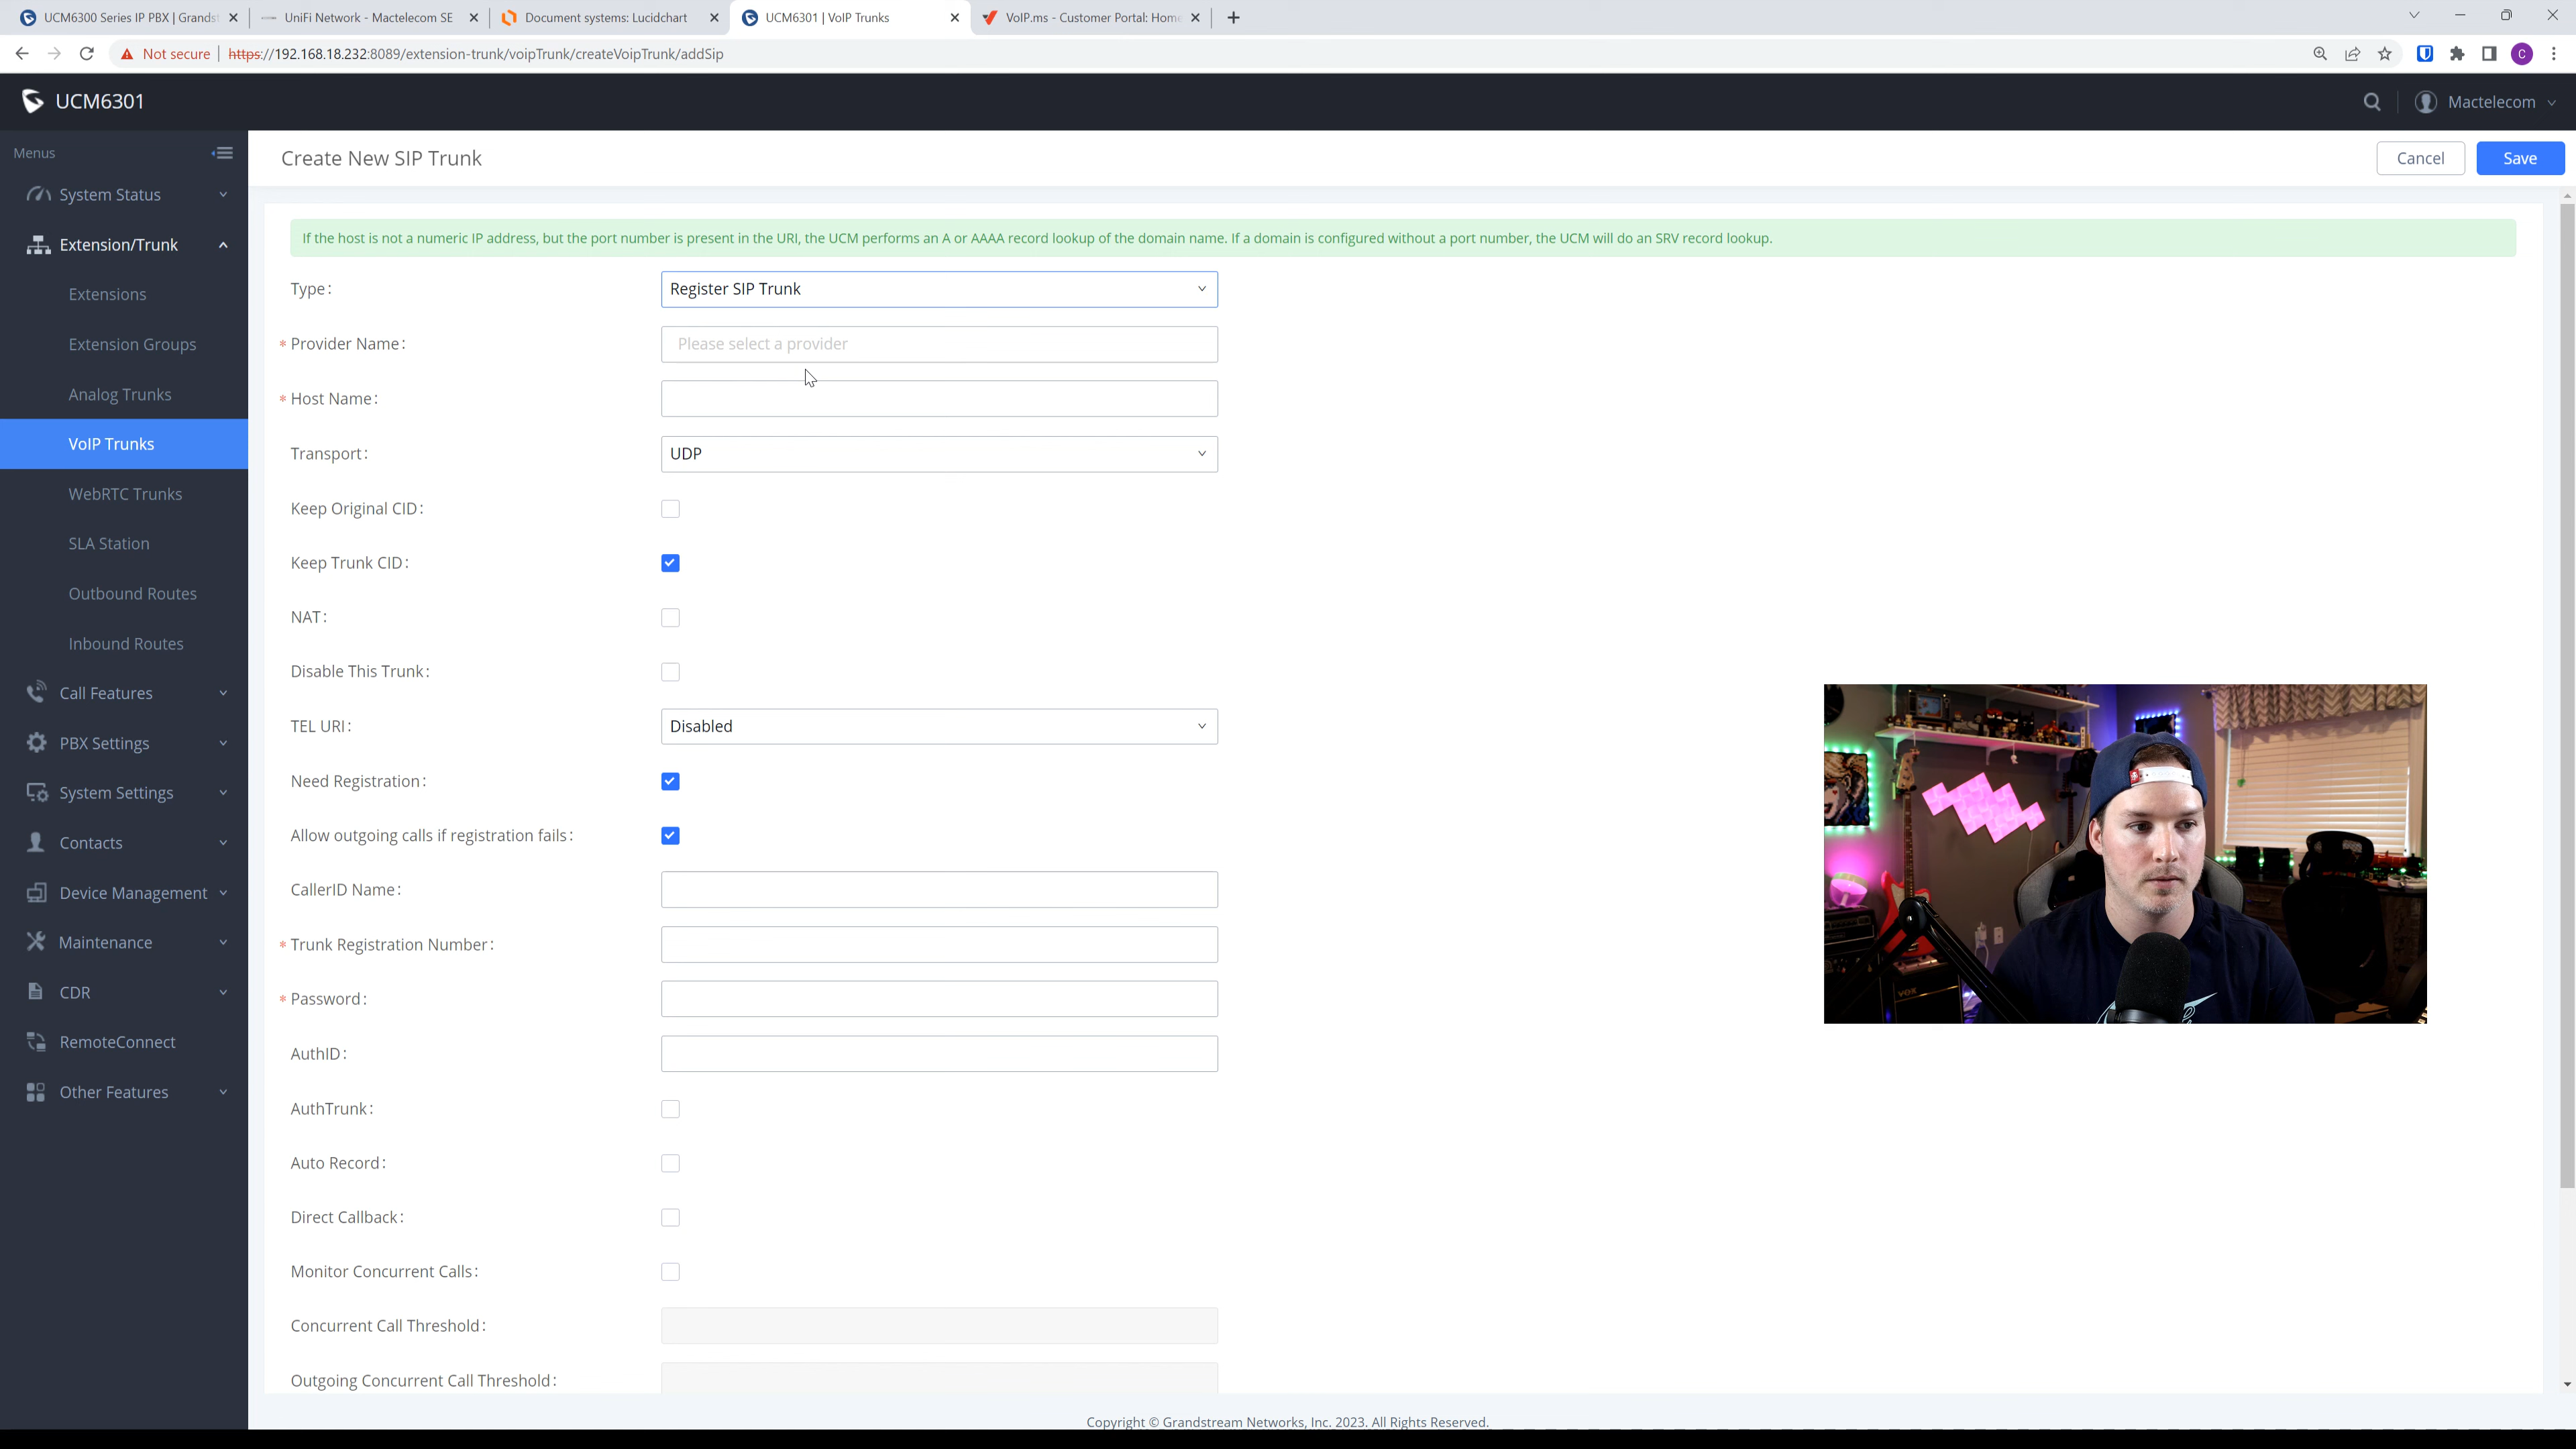 UCM6300 Series IP PBX | Grandst
UniFi Network - Mactelecom SE
Document systems: Lucidchart
UCM6301 | VoIP Trunks
VoIP.ms - Customer Portal: Home
Not secure
https://192.168.18.232:8089/extension-trunk/voipTrunk/createVoipTrunk/addSip
C
UCM6301
Mactelecom
Menus
System Status
Extension/Trunk
Extensions
Extension Groups
Analog Trunks
VoIP Trunks
WebRTC Trunks
SLA Station
Outbound Routes
Inbound Routes
Call Features
PBX Settings
System Settings
Contacts
Device Management
Maintenance
CDR
RemoteConnect
Other Features
Create New SIP Trunk
Cancel
Save
If the host is not a numeric IP address, but the port number is present in the URI, the UCM performs an A or AAAA record lookup of the domain name. If a domain is configured without a port number, the UCM will do an SRV record lookup.
Type: Register SIP Trunk
* Provider Name: Please select a provider
* Host Name:
Transport: UDP
Keep Original CID:
Keep Trunk CID:
NAT:
Disable This Trunk:
TEL URI: Disabled
Need Registration:
Allow outgoing calls if registration fails:
CallerID Name:
* Trunk Registration Number:
* Password:
AuthID:
AuthTrunk:
Auto Record:
Direct Callback:
Monitor Concurrent Calls:
Concurrent Call Threshold:
Outgoing Concurrent Call Threshold:
VOX
Copyright © Grandstream Networks, Inc. 2023. All Rights Reserved.